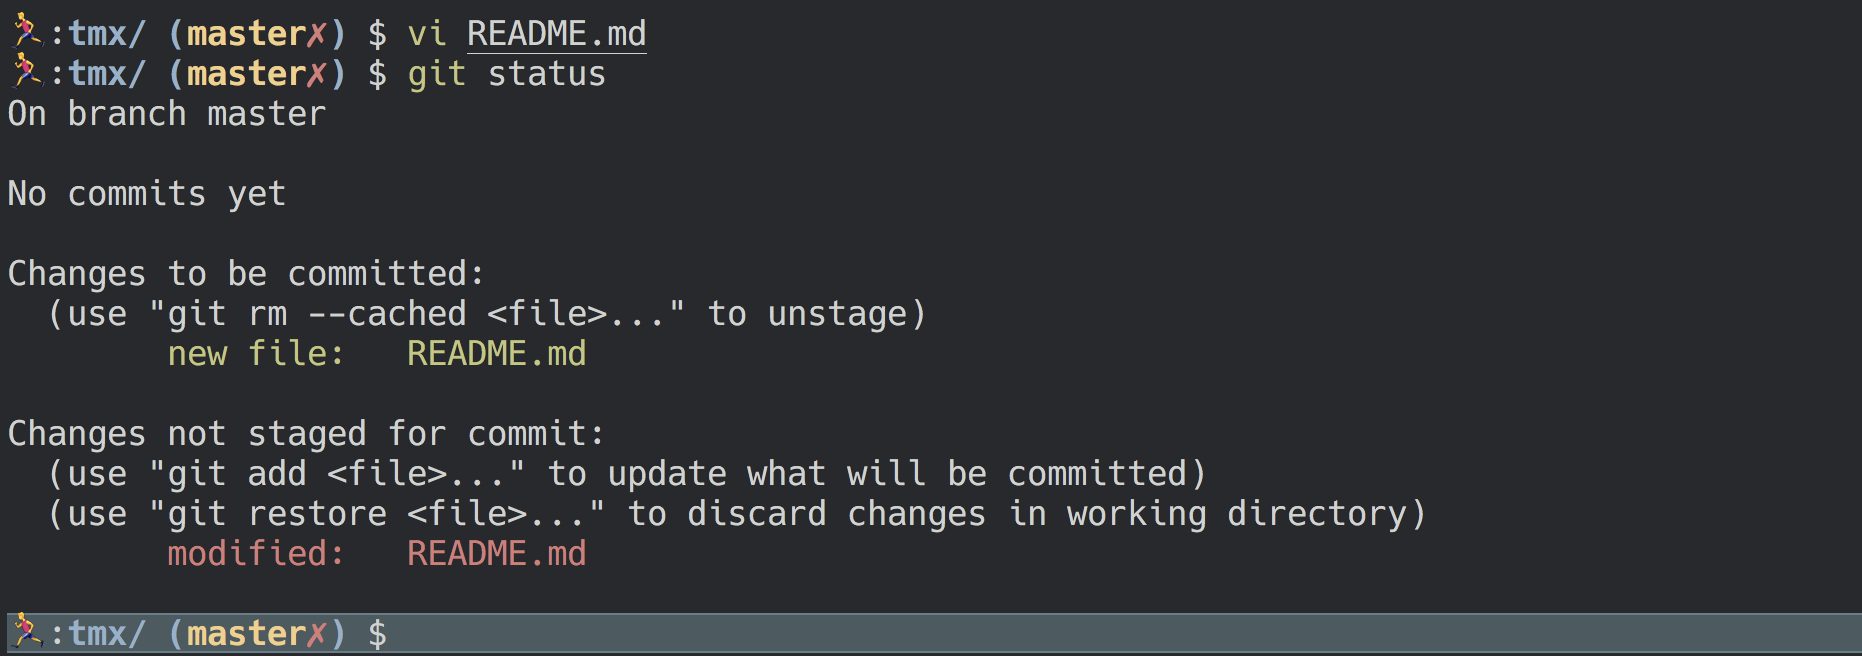 🏃:tmx/ (master✗) $ vi README.md
🏃:tmx/ (master✗) $ git status
On branch master
No commits yet
Changes to be committed:
(use "git rm --cached <file>..." to unstage)
new file:   README.md
Changes not staged for commit:
(use "git add <file>..." to update what will be committed)
(use "git restore <file>..." to discard changes in working directory)
modified:   README.md
🏃:tmx/ (master✗) $